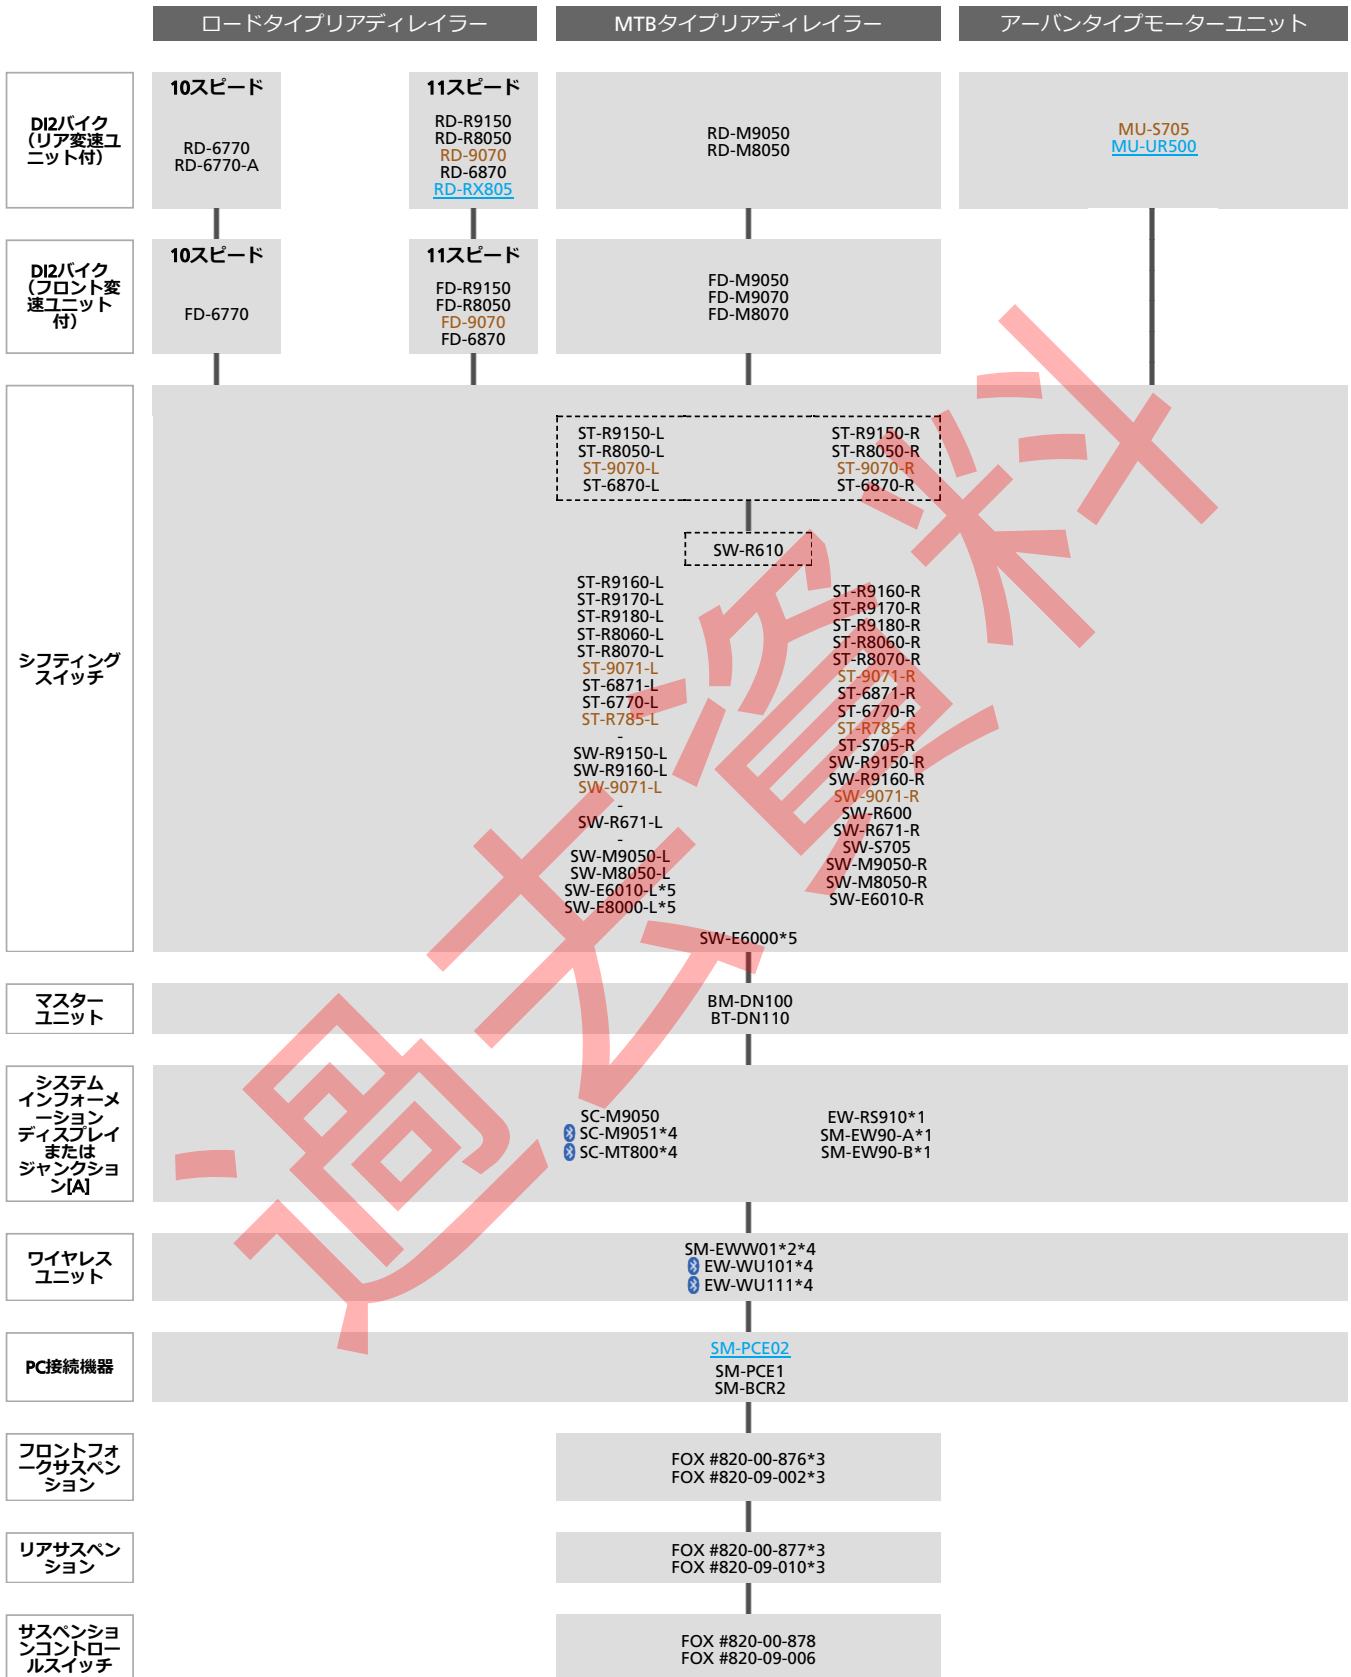 ロードタイプリアディレイラー
MTBタイプリアディレイラー
アーバンタイプモーターユニット
DI2バイク
（リア変速ユ
ニット付）
10スピード
RD-6770
RD-6770-A
11スピード
RD-R9150
RD-R8050
RD-9070
RD-6870
RD-RX805
RD-M9050
RD-M8050
MU-S705
MU-UR500
DI2バイク
（フロント変
速ユニット
付）
10スピード
FD-6770
11スピード
FD-R9150
FD-R8050
FD-9070
FD-6870
FD-M9050
FD-M9070
FD-M8070
シフティング
スイッチ
ST-R9150-L
ST-R8050-L
ST-9070-L
ST-6870-L
ST-R9150-R
ST-R8050-R
ST-9070-R
ST-6870-R
SW-R610
ST-R9160-L
ST-R9170-L
ST-R9180-L
ST-R8060-L
ST-R8070-L
ST-9071-L
ST-6871-L
ST-6770-L
ST-R785-L
-
SW-R9150-L
SW-R9160-L
SW-9071-L
-
SW-R671-L
-
SW-M9050-L
SW-M8050-L
SW-E6010-L*5
SW-E8000-L*5
ST-R9160-R
ST-R9170-R
ST-R9180-R
ST-R8060-R
ST-R8070-R
ST-9071-R
ST-6871-R
ST-6770-R
ST-R785-R
ST-S705-R
SW-R9150-R
SW-R9160-R
SW-9071-R
SW-R600
SW-R671-R
SW-S705
SW-M9050-R
SW-M8050-R
SW-E6010-R
SW-E6000*5
マスター
ユニット
BM-DN100
BT-DN110
システム
インフォーメ
ーション
ディスプレイ
または
ジャンクショ
ン[A]
SC-M9050
SC-M9051*4
SC-MT800*4
EW-RS910*1
SM-EW90-A*1
SM-EW90-B*1
ワイヤレス
ユニット
SM-EWW01*2*4
EW-WU101*4
EW-WU111*4
PC接続機器
SM-PCE02
SM-PCE1
SM-BCR2
フロントフォ
ークサスペン
ション
FOX #820-00-876*3
FOX #820-09-002*3
リアサスペン
ション
FOX #820-00-877*3
FOX #820-09-010*3
サスペンショ
ンコントロー
ルスイッチ
FOX #820-00-878
FOX #820-09-006
過去資料